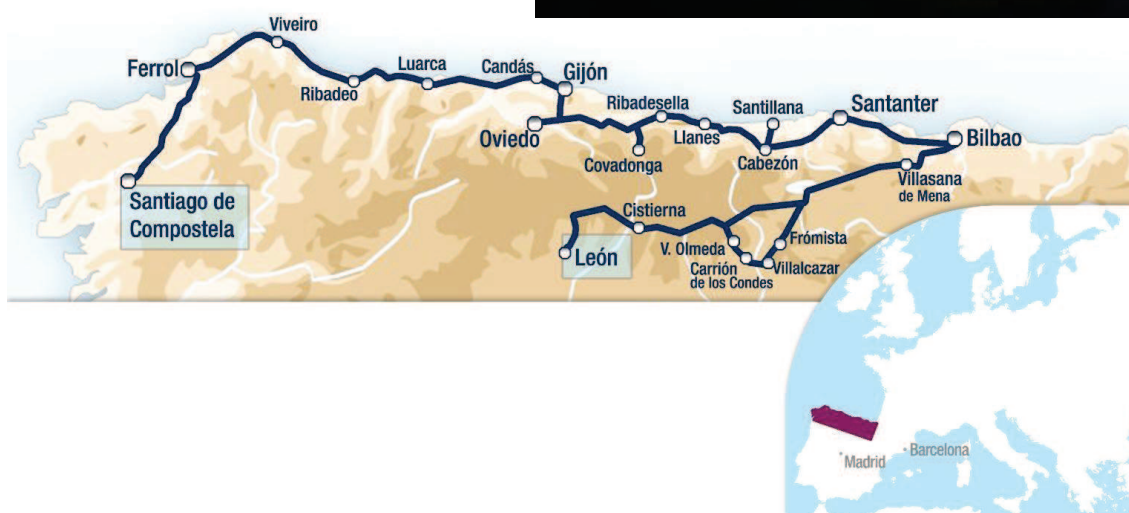 Viveiro
Ferrol
Ribadeo
Luarca
Candás
Gijón
Oviedo
Ribadesella
Covadonga
Llanes
Santillana
Cabezón
Santanter
Bilbao
Villasana
de Mena
Santiago de
Compostela
Cistierna
León
V. Olmeda
Frómista
Carrión
de los Condes
Villalcazar
Madrid
Barcelona